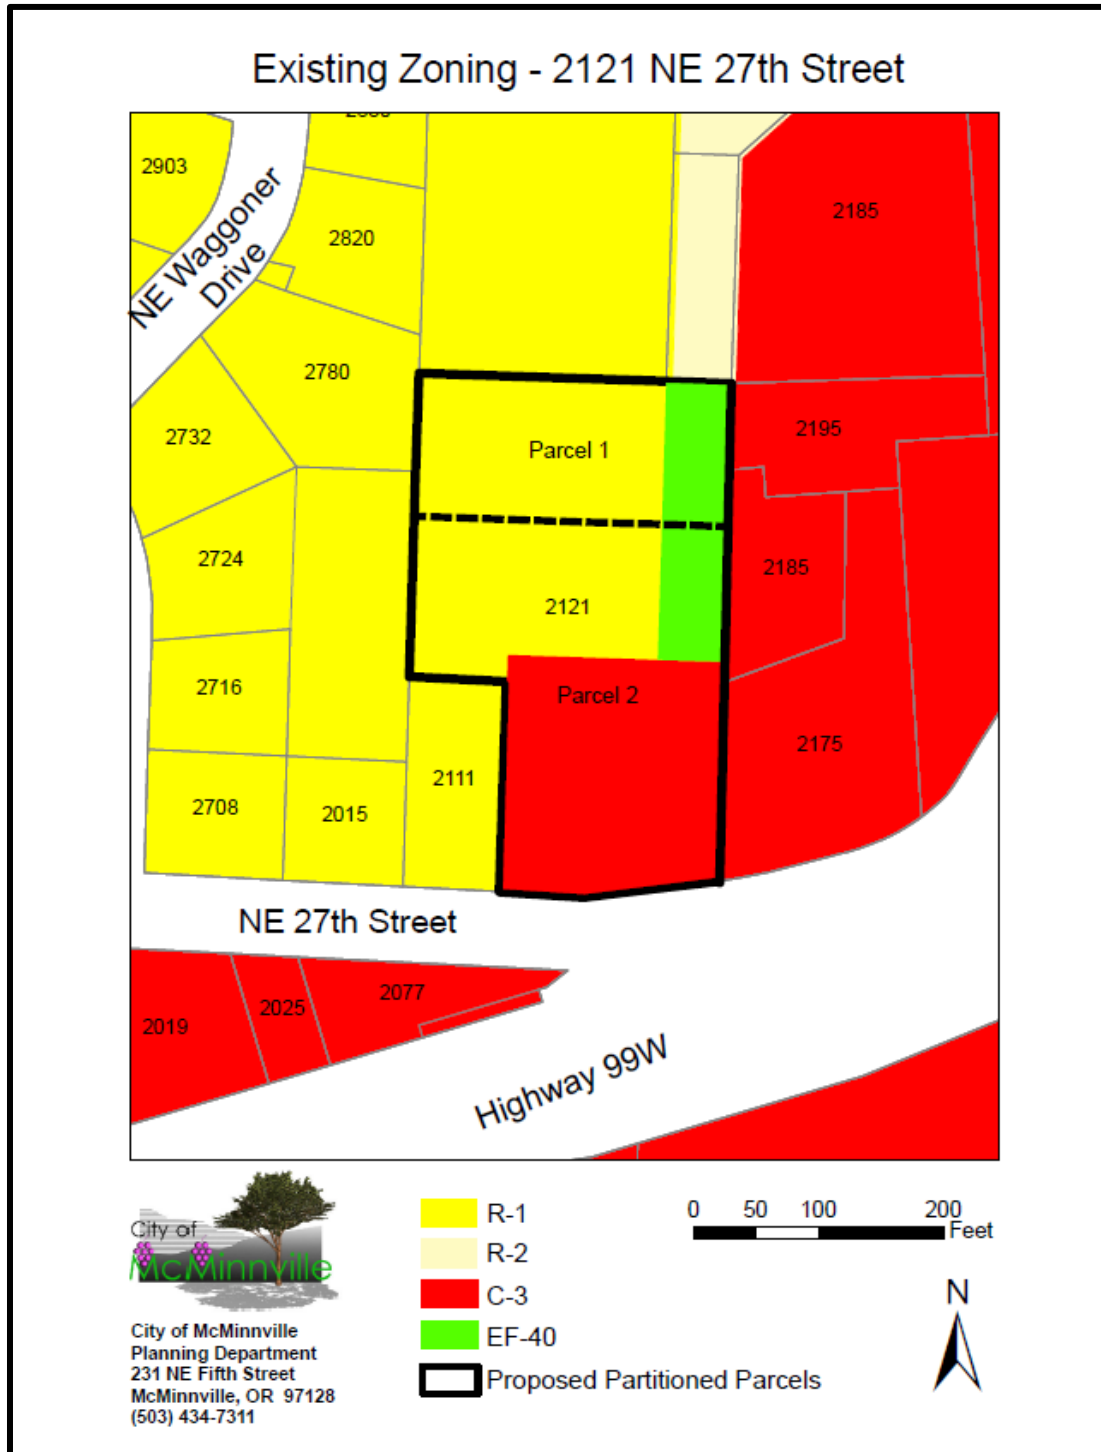 Existing Zoning - 2121 NE 27th Street
2903
2820
2185
NE Waggoner
Drive
2780
2732
Parcel 1
2195
2724
2185
2121
2716
Parcel 2
2175
2111
2708
2015
NE 27th Street
2077
2025
2019
Highway 99W
City of
McMinnville
City of McMinnville
Planning Department
231 NE Fifth Street
McMinnville, OR 97128
(503) 434-7311
R-1
R-2
C-3
EF-40
Proposed Partitioned Parcels
0 50 100 200
Feet
N